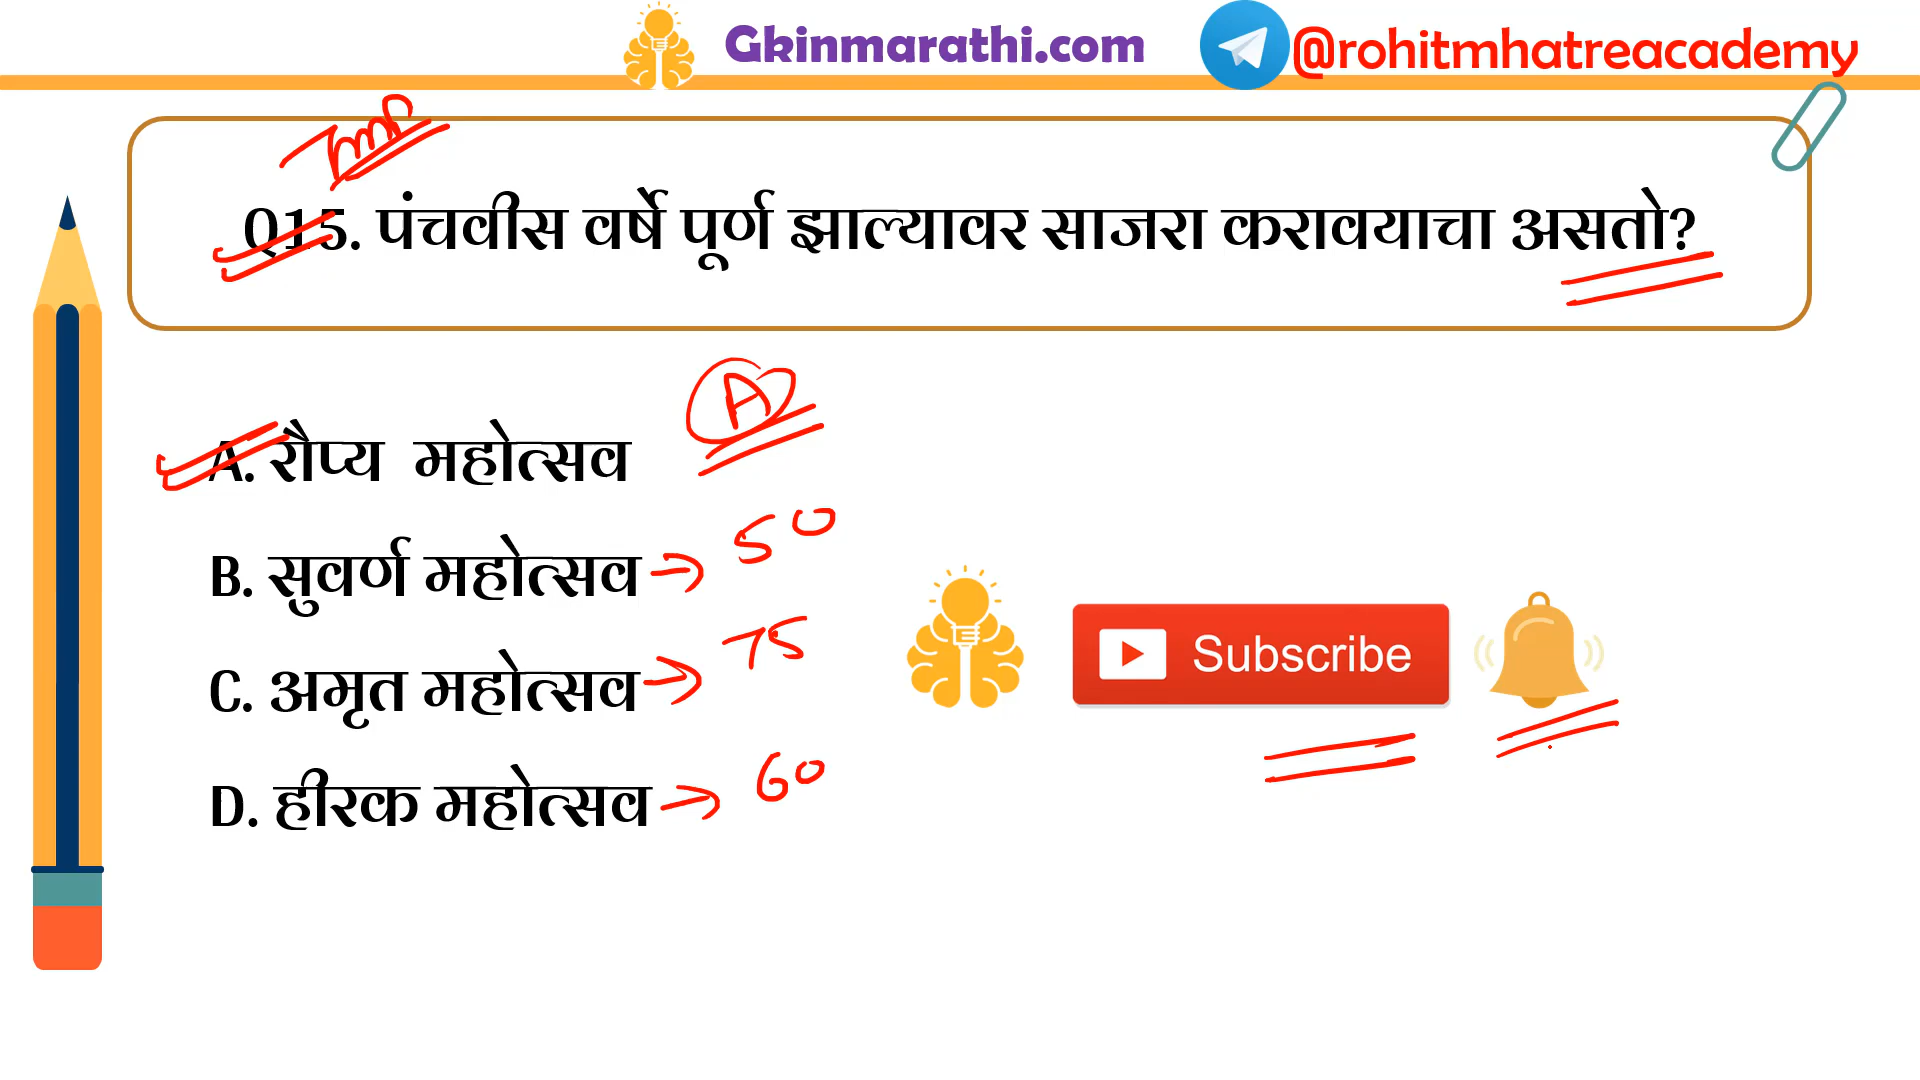 Gkinmarathi.com @rohitmhatreacademy
Imp
Q15. पंचवीस वर्षे पूर्ण झाल्यावर साजरा करावयाचा असतो?
A
A. रौप्य महोत्सव
B. सुवर्ण महोत्सव → 50
C. अमृत महोत्सव → 75
D. हीरक महोत्सव → 60
Subscribe